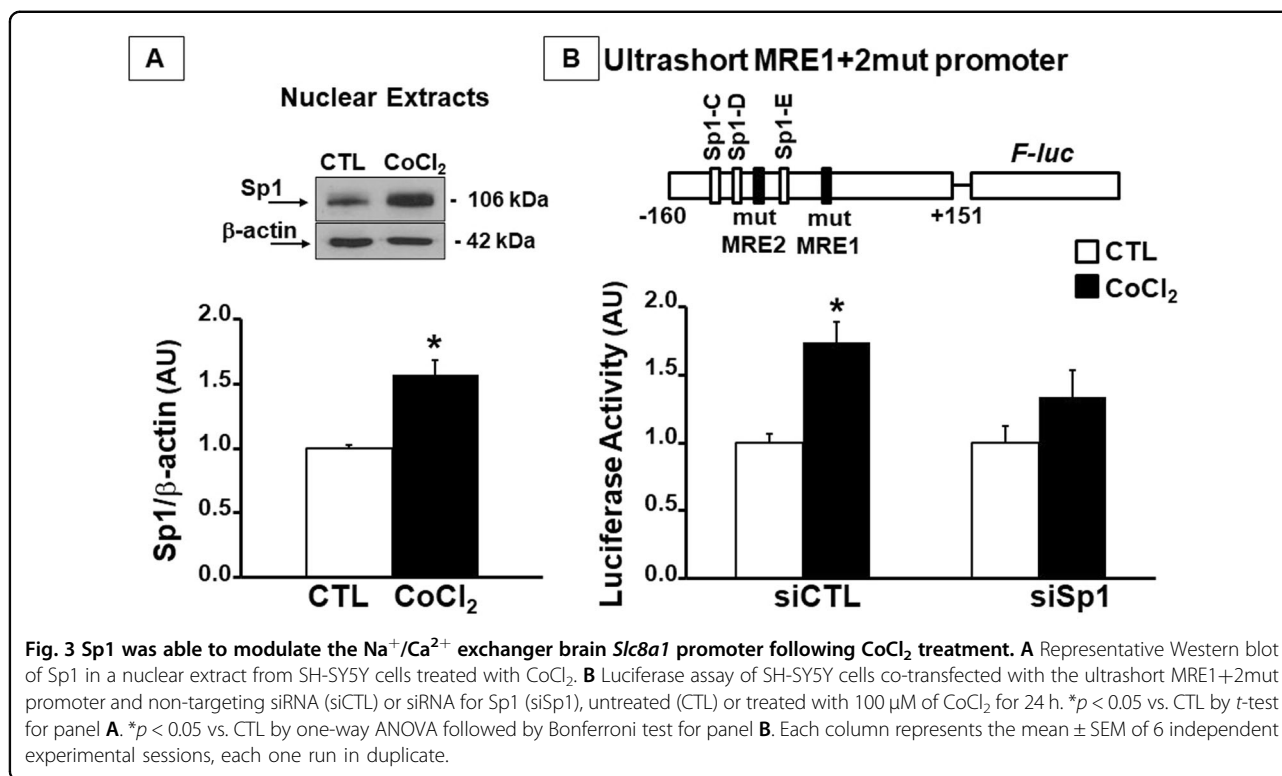 A
Nuclear Extracts
CTL CoCl₂
Sp1
- 106 kDa
β-actin
- 42 kDa
Sp1/β-actin (AU)
2.0
*
1.5
1.0
0.5
0.0
CTL CoCl₂
B Ultrashort MRE1+2mut promoter
Sp1-C
Sp1-D
Sp1-E
F-luc
-160
mut
MRE2
mut
MRE1
+151
CTL
CoCl₂
Luciferase Activity (AU)
2.0
*
1.5
1.0
0.5
0.0
siCTL siSp1
Fig. 3 Sp1 was able to modulate the Na⁺/Ca²⁺ exchanger brain Slc8a1 promoter following CoCl₂ treatment. A Representative Western blot
of Sp1 in a nuclear extract from SH-SY5Y cells treated with CoCl₂. B Luciferase assay of SH-SY5Y cells co-transfected with the ultrashort MRE1+2mut
promoter and non-targeting siRNA (siCTL) or siRNA for Sp1 (siSp1), untreated (CTL) or treated with 100 μM of CoCl₂ for 24 h. *p < 0.05 vs. CTL by t-test
for panel A. *p < 0.05 vs. CTL by one-way ANOVA followed by Bonferroni test for panel B. Each column represents the mean ± SEM of 6 independent
experimental sessions, each one run in duplicate.